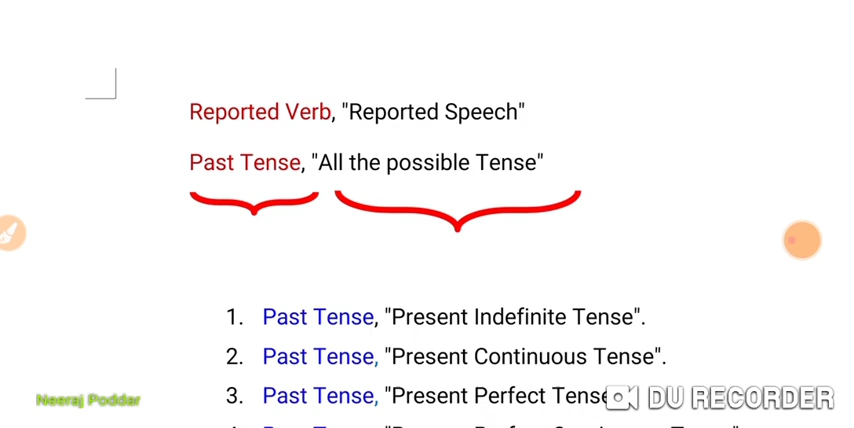 Reported Verb, "Reported Speech"
Past Tense, "All the possible Tense"
1. Past Tense, "Present Indefinite Tense".
2. Past Tense, "Present Continuous Tense".
3. Past Tense, "Present Perfect Tense
DU RECORDER
Neeraj Poddar